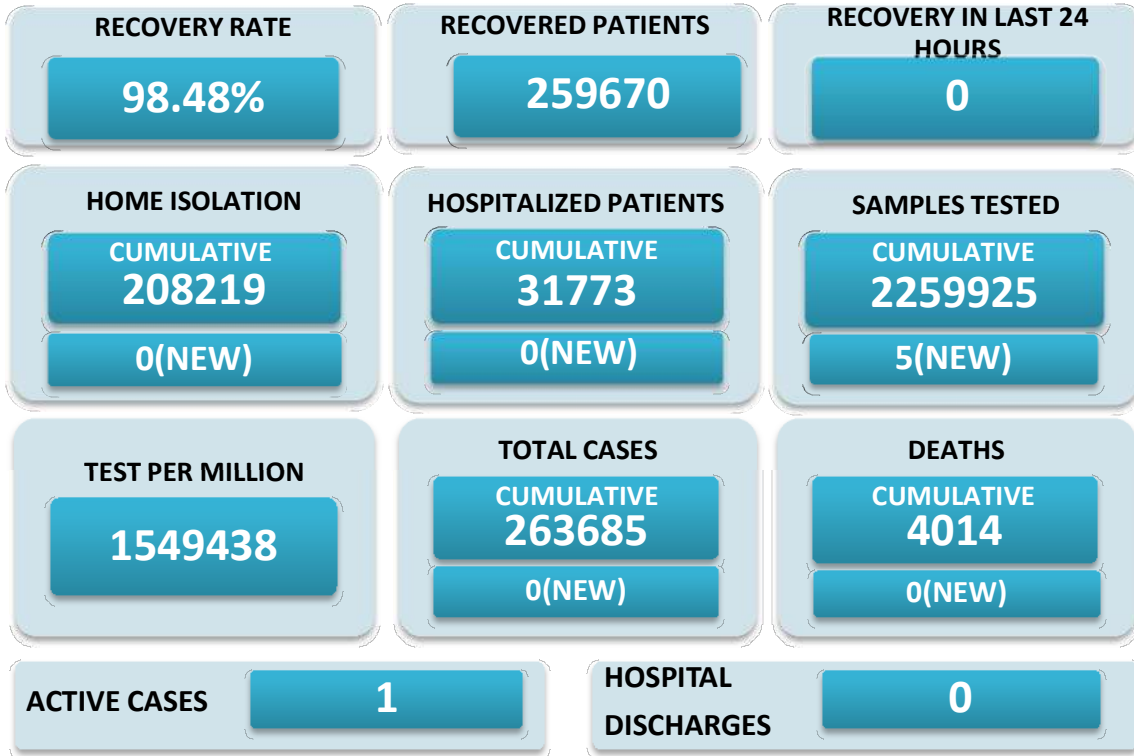 RECOVERY RATE
98.48%
RECOVERED PATIENTS
259670
RECOVERY IN LAST 24
HOURS
0
HOME ISOLATION
CUMULATIVE
208219
0(NEW)
HOSPITALIZED PATIENTS
CUMULATIVE
31773
0(NEW)
SAMPLES TESTED
CUMULATIVE
2259925
5(NEW)
TEST PER MILLION
1549438
TOTAL CASES
CUMULATIVE
263685
0(NEW)
DEATHS
CUMULATIVE
4014
0(NEW)
ACTIVE CASES
1
HOSPITAL
DISCHARGES
0